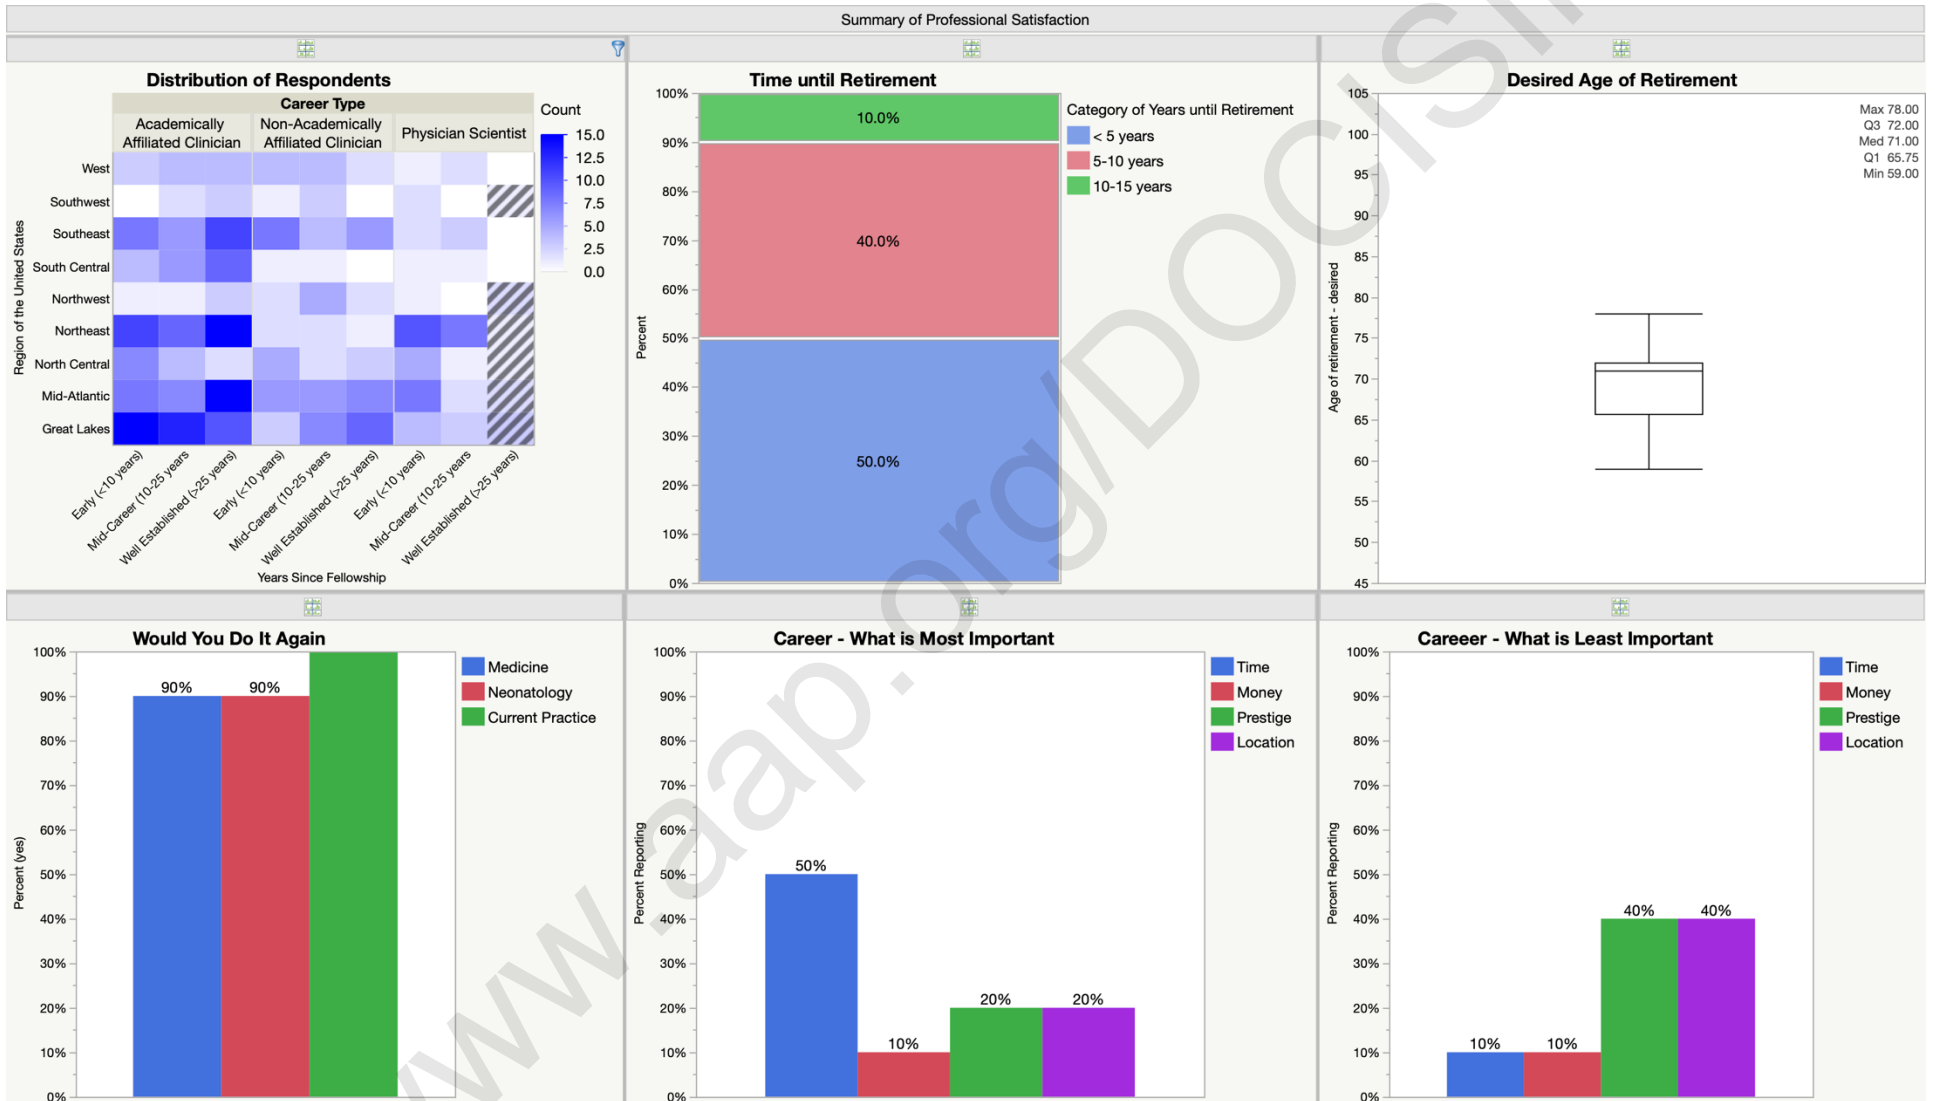 Summary of Professional Satisfaction
Distribution of Respondents
Career Type
Academically
Affiliated Clinician
Non-Academically
Affiliated Clinician
Physician Scientist
Count
15.0
12.5
10.0
7.5
5.0
2.5
0.0
Region of the United States
West
Southwest
Southeast
South Central
Northwest
Northeast
North Central
Mid-Atlantic
Great Lakes
Early (<10 years)
Mid-Career (10-25 years
Well Established (>25 years)
Early (<10 years)
Mid-Career (10-25 years
Well Established (>25 years)
Early (<10 years)
Mid-Career (10-25 years
Well Established (>25 years)
Years Since Fellowship
Time until Retirement
Percent
100%
90%
80%
70%
60%
50%
40%
30%
20%
10%
0%
10.0%
40.0%
50.0%
Category of Years until Retirement
< 5 years
5-10 years
10-15 years
Desired Age of Retirement
Age of retirement - desired
105
100
95
90
85
80
75
70
65
60
55
50
45
Max 78.00
Q3 72.00
Med 71.00
Q1 65.75
Min 59.00
Would You Do It Again
Percent (yes)
100%
90%
80%
70%
60%
50%
40%
30%
20%
10%
0%
90%
90%
Medicine
Neonatology
Current Practice
Career - What is Most Important
Percent Reporting
100%
90%
80%
70%
60%
50%
40%
30%
20%
10%
0%
50%
10%
20%
20%
Time
Money
Prestige
Location
Careeer - What is Least Important
Percent Reporting
100%
90%
80%
70%
60%
50%
40%
30%
20%
10%
0%
10%
10%
40%
40%
Time
Money
Prestige
Location
www.aap.org/DOCISI